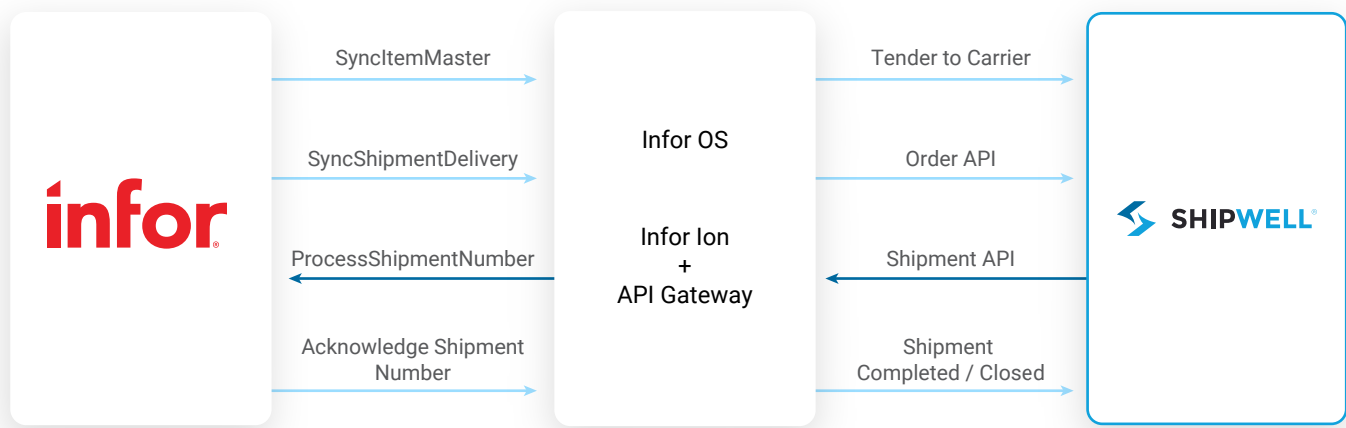 SyncItemMaster
Tender to Carrier
Infor OS
SyncShipmentDelivery
Order API
infor®
SHIPWELL®
Infor Ion
+
API Gateway
ProcessShipmentNumber
Shipment API
Acknowledge Shipment
Number
Shipment
Completed / Closed